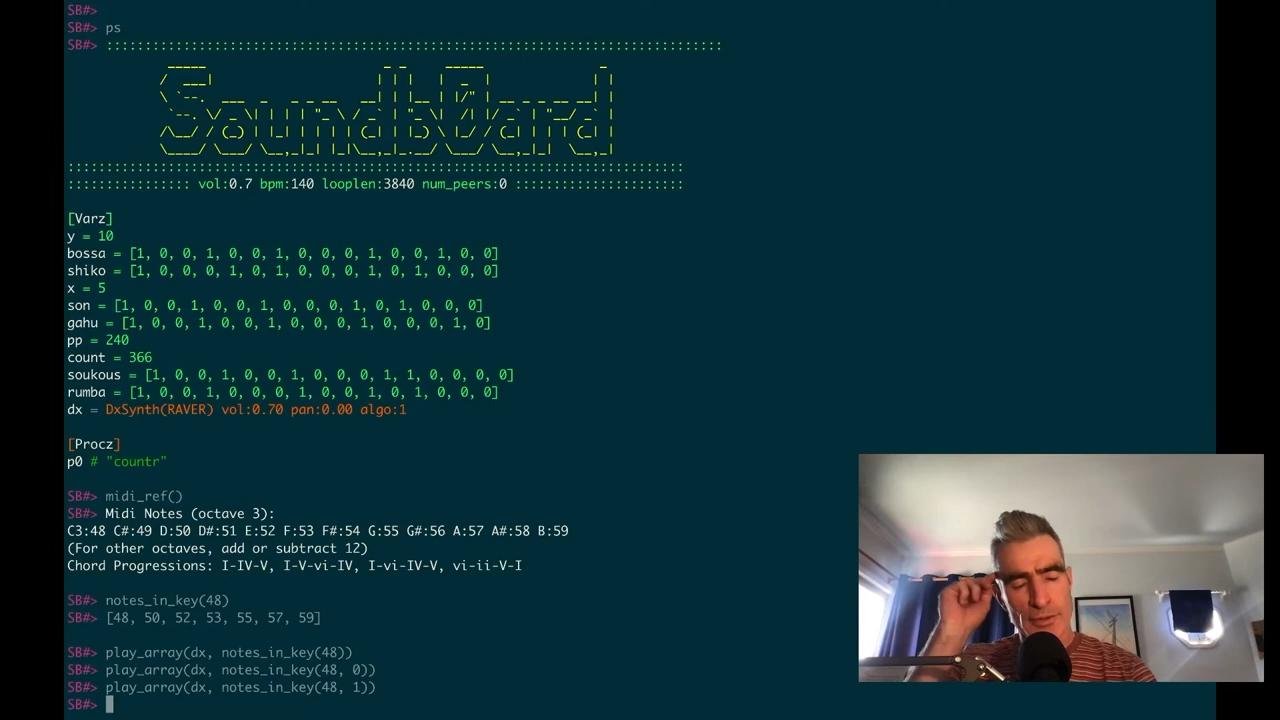 SB#>
SB#> ps
SB#> ::::::::::::::::::::::::::::::::::::::::::::::::::::::::::::::::::::::::::::::::
Soundb0ard
::::::::::::::::::::::::::::::::::::::::::::::::::::::::::::::::::::::::::::::::
:::::::::::::::: vol:0.7 bpm:140 looplen:3840 num_peers:0 ::::::::::::::::::::::
[Varz]
y = 10
bossa = [1, 0, 0, 1, 0, 0, 1, 0, 0, 0, 1, 0, 0, 1, 0, 0]
shiko = [1, 0, 0, 0, 1, 0, 1, 0, 0, 0, 1, 0, 1, 0, 0, 0]
x = 5
son = [1, 0, 0, 1, 0, 0, 1, 0, 0, 0, 1, 0, 1, 0, 0, 0]
gahu = [1, 0, 0, 1, 0, 0, 1, 0, 0, 0, 1, 0, 0, 0, 1, 0]
pp = 240
count = 366
soukous = [1, 0, 0, 1, 0, 0, 1, 0, 0, 0, 1, 1, 0, 0, 0, 0]
rumba = [1, 0, 0, 1, 0, 0, 0, 1, 0, 0, 1, 0, 1, 0, 0, 0]
dx = DxSynth(RAVER) vol:0.70 pan:0.00 algo:1
[Procz]
p0 # "countr"
SB#> midi_ref()
SB#> Midi Notes (octave 3):
C3:48 C#:49 D:50 D#:51 E:52 F:53 F#:54 G:55 G#:56 A:57 A#:58 B:59
(For other octaves, add or subtract 12)
Chord Progressions: I-IV-V, I-V-vi-IV, I-vi-IV-V, vi-ii-V-I
SB#> notes_in_key(48)
SB#> [48, 50, 52, 53, 55, 57, 59]
SB#> play_array(dx, notes_in_key(48))
SB#> play_array(dx, notes_in_key(48, 0))
SB#> play_array(dx, notes_in_key(48, 1))
SB#>